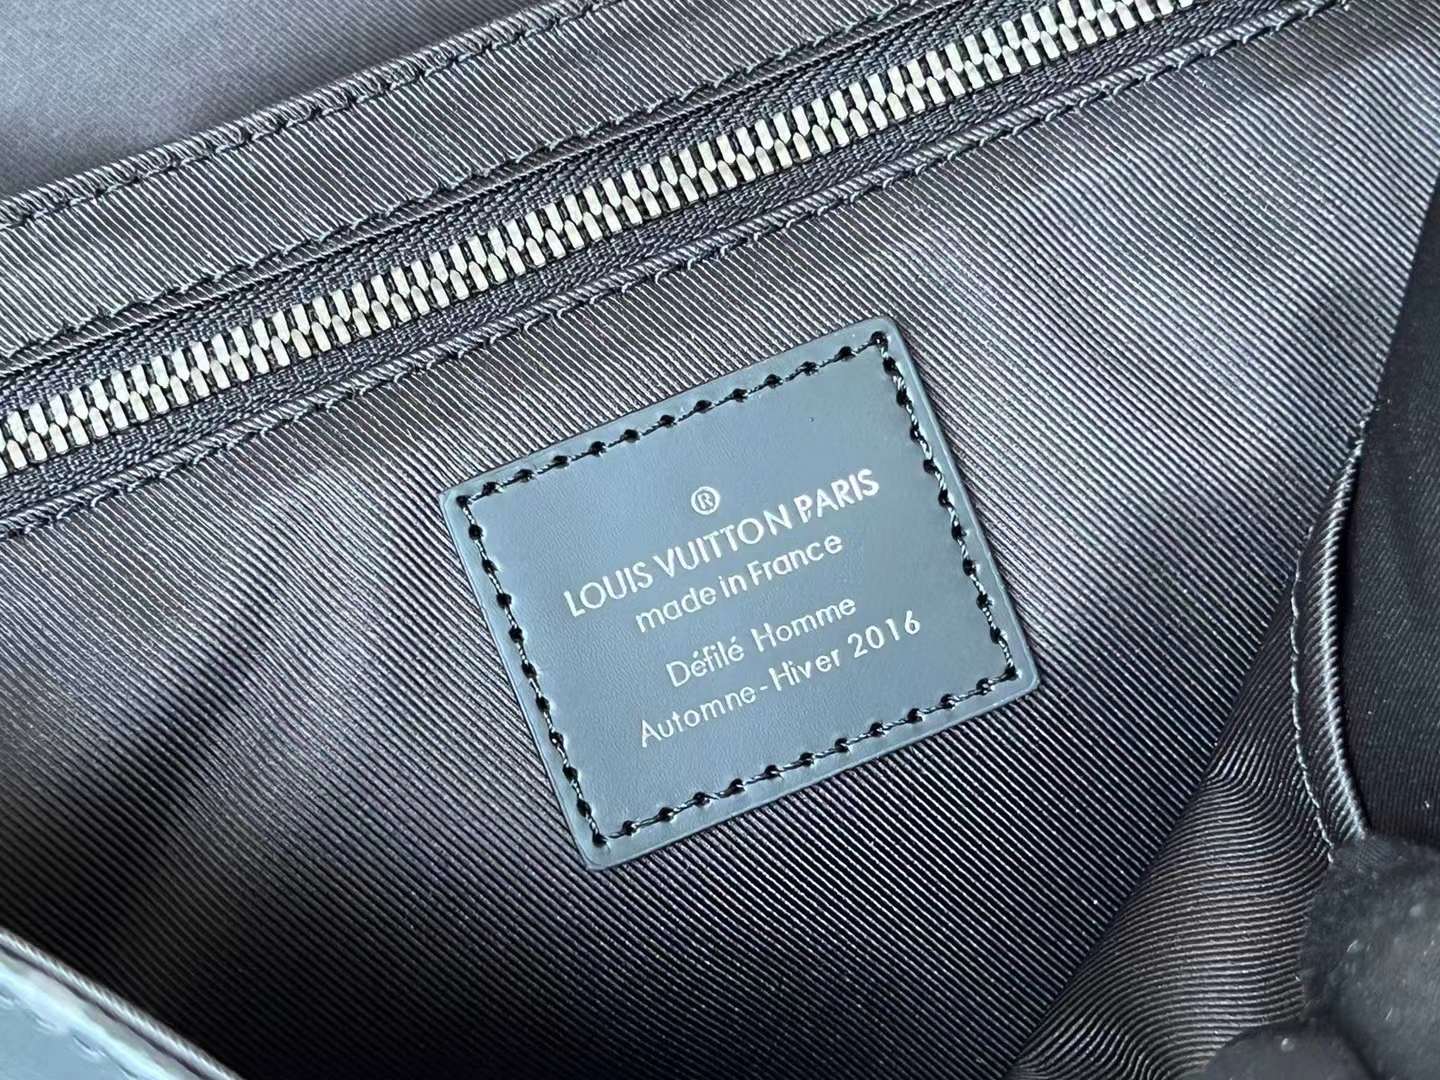 ®
LOUIS VUITTON PARIS
made in France
Défilé Homme
Automne-Hiver 2016